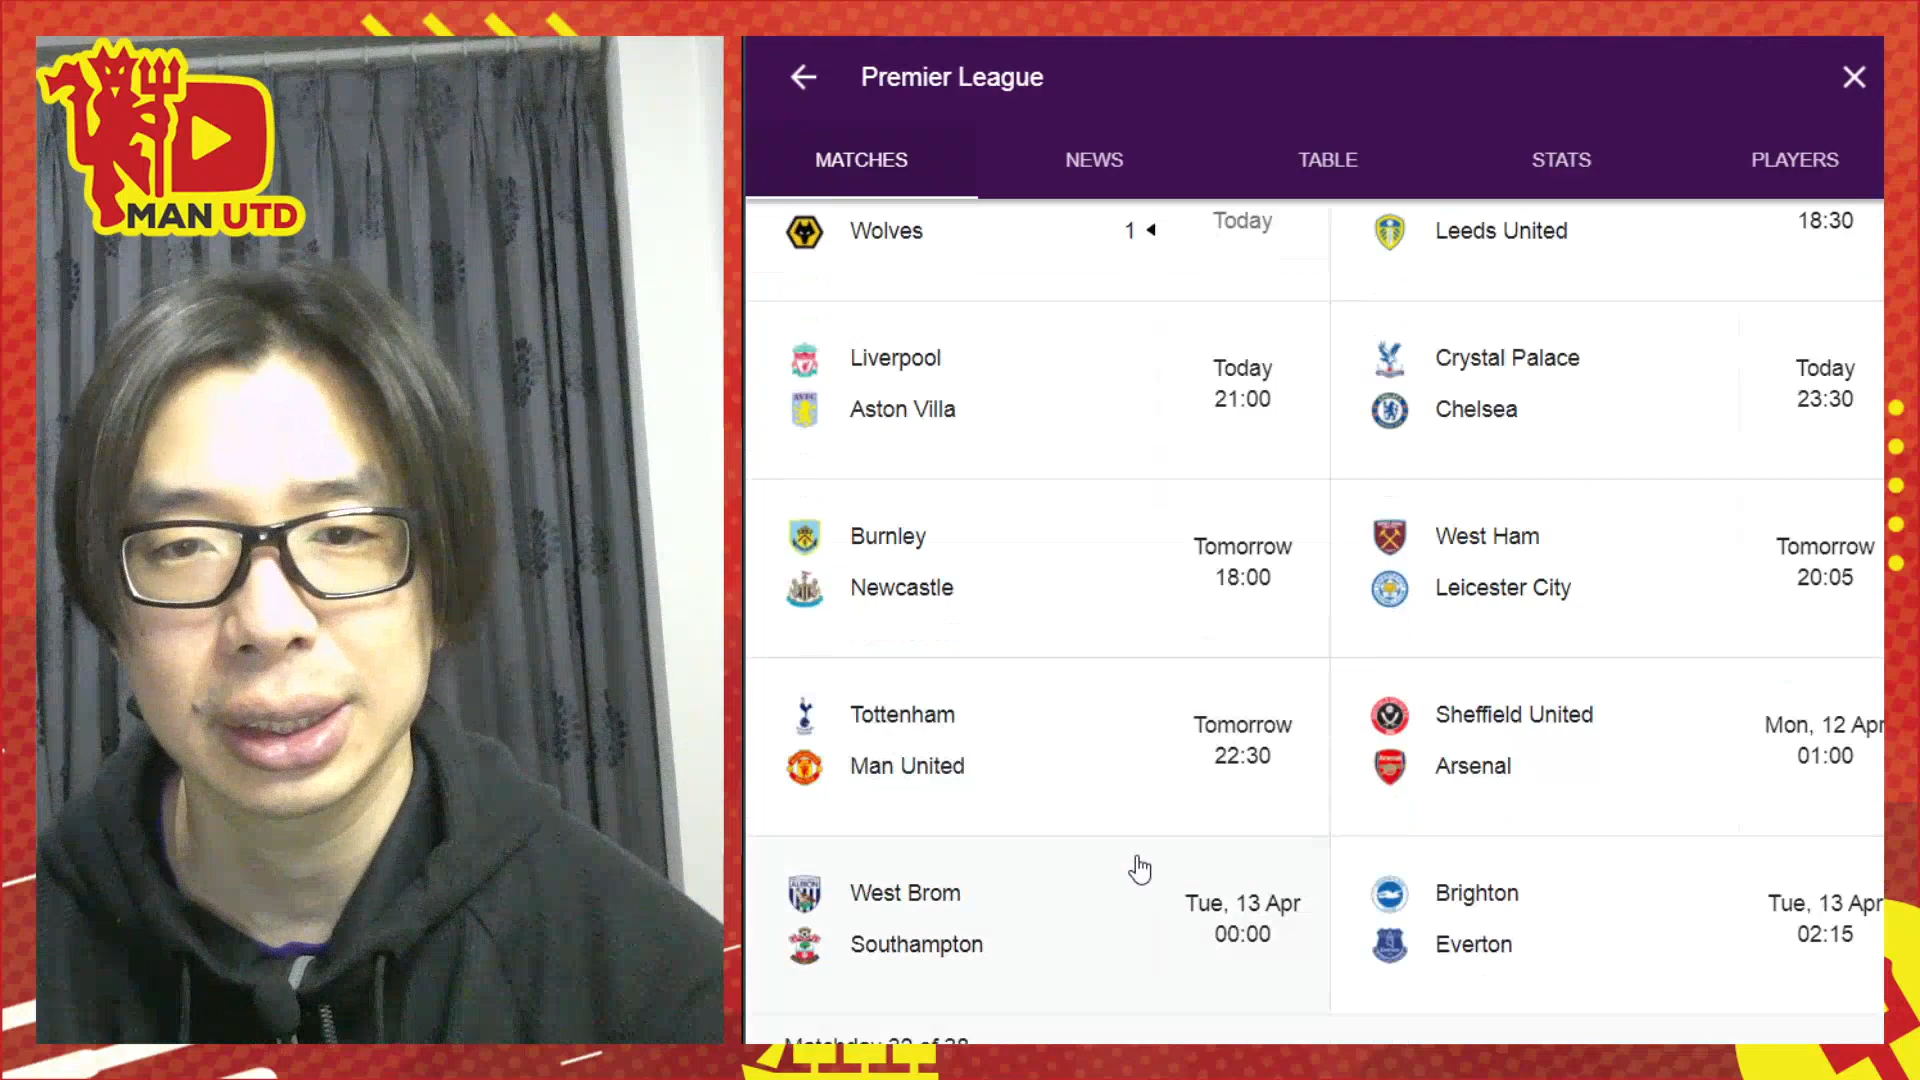 MAN UTD
Premier League
MATCHES
NEWS
TABLE
STATS
PLAYERS
Wolves
1
Today
Leeds United
18:30
Liverpool
Aston Villa
Today
21:00
Crystal Palace
Chelsea
Today
23:30
Burnley
Newcastle
Tomorrow
18:00
West Ham
Leicester City
Tomorrow
20:05
Tottenham
Man United
Tomorrow
22:30
Sheffield United
Arsenal
Mon, 12 Apr
01:00
West Brom
Southampton
Tue, 13 Apr
00:00
Brighton
Everton
Tue, 13 Apr
02:15